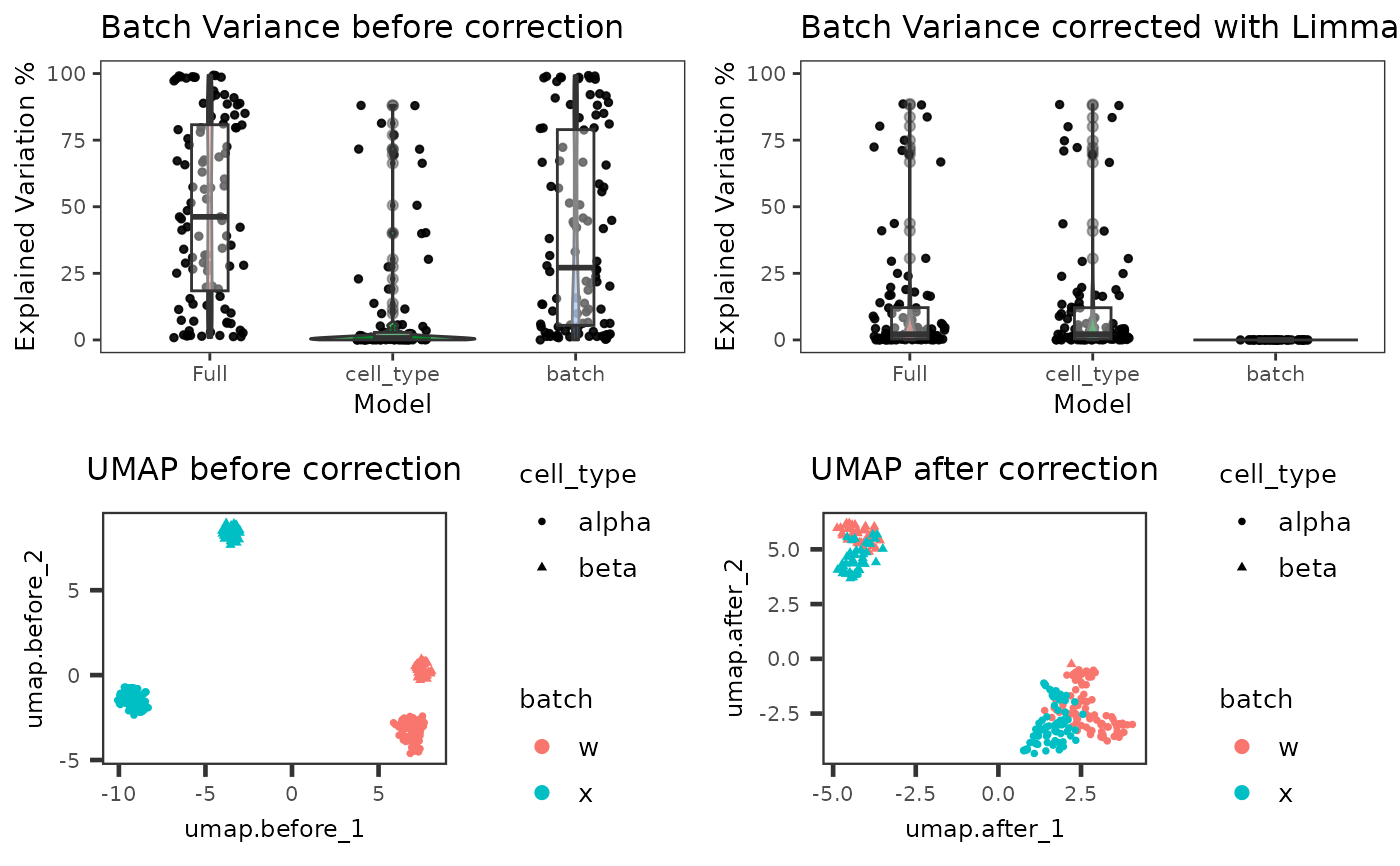 Batch Variance before correction
Explained Variation %
100
75
50
25
0
Full
cell_type
batch
Model
Batch Variance corrected with Limma
Explained Variation %
100
75
50
25
0
Full
cell_type
batch
Model
UMAP before correction
umap.before_2
5
0
-5
-10
-5
0
5
umap.before_1
cell_type
alpha
beta
batch
w
x
UMAP after correction
umap.after_2
5.0
2.5
0.0
-2.5
-5.0
-2.5
0.0
2.5
umap.after_1
cell_type
alpha
beta
batch
w
x